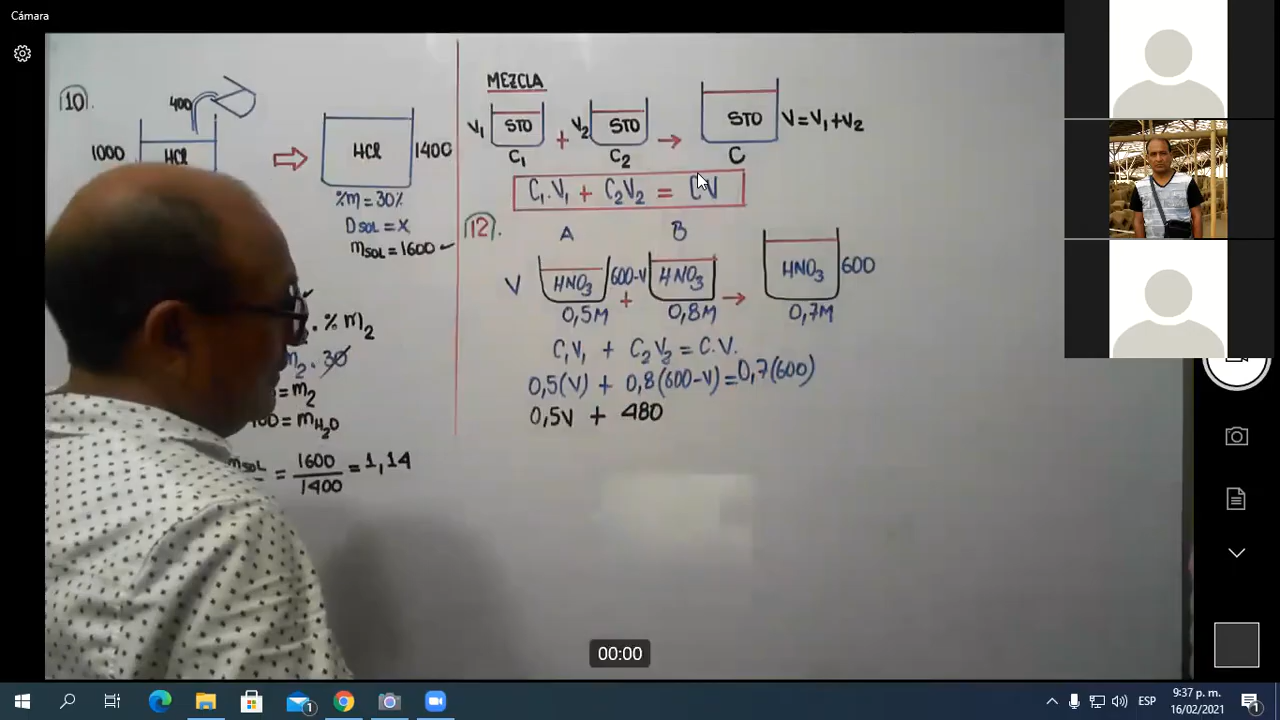 Cámara
10.
400
1000
HCl
HCl
1400
%m = 30%
DSOL = x
mSOL = 1600
. % m2
m2 . 30
= m2
= mH2O
mSOL = 1600 / 1400 = 1,14
MEZCLA
V1 STO + V2 STO → STO V = V1 + V2
C1 C2 C
C1.V1 + C2V2 = CV
12. A B
V HNO3 + 600-V HNO3 → HNO3 600
0,5M 0,8M 0,7M
C1V1 + C2V2 = C.V.
0,5(V) + 0,8(600-V) = 0,7(600)
0,5V + 480
00:00
1
ESP
9:37 p. m.
16/02/2021
1